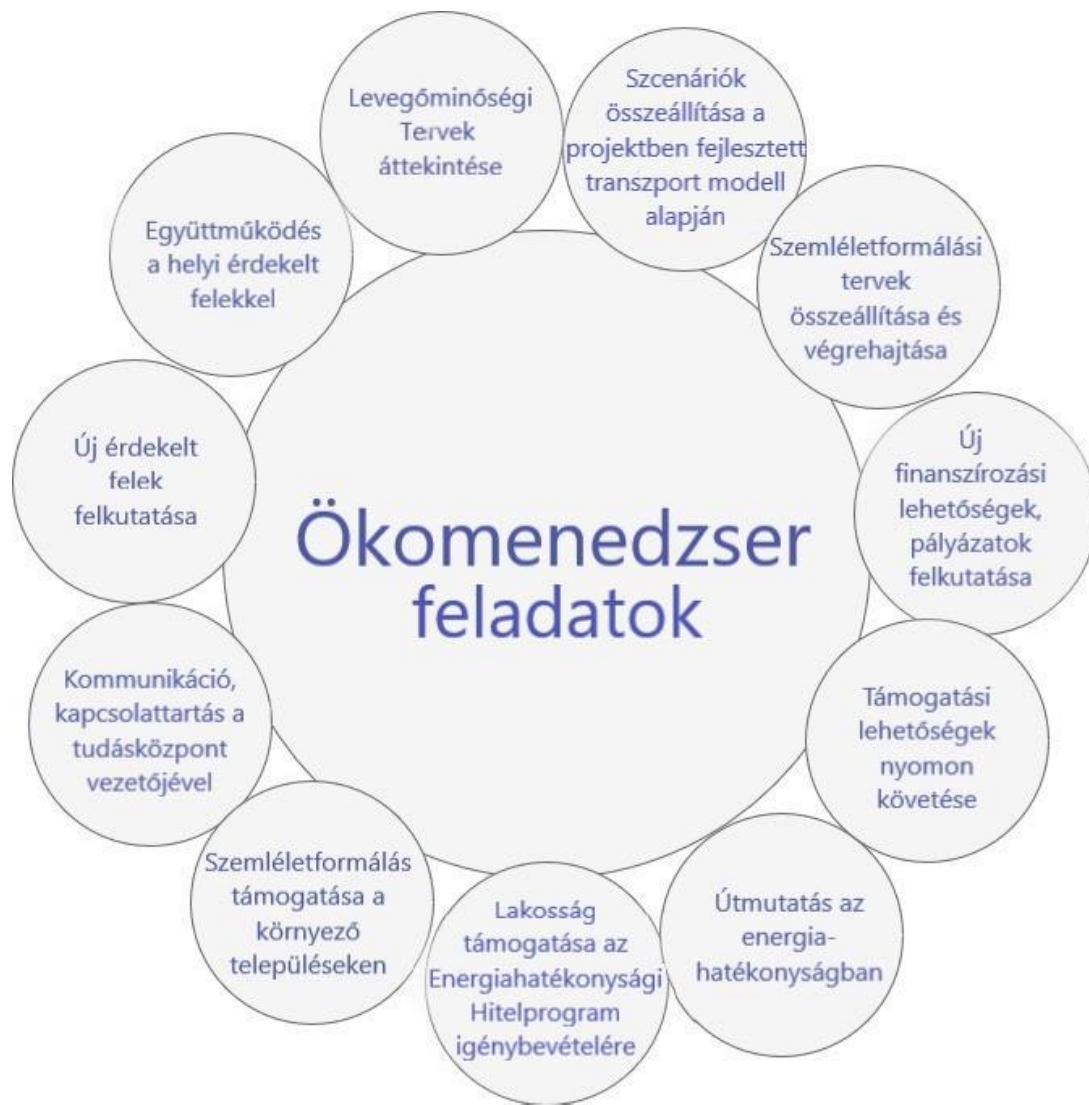 Ökomenedzser
feladatok
Levegőminőségi
Tervek
áttekintése
Szcenáriók
összeállítása a
projektben fejlesztett
transzport modell
alapján
Szemléletformálási
tervek
összeállítása és
végrehajtása
Új
finanszírozási
lehetőségek,
pályázatok
felkutatása
Támogatási
lehetőségek
nyomon
követése
Útmutatás az
energia-
hatékonyságban
Lakosság
támogatása az
Energiahatékonysági
Hitelprogram
igénybevételére
Szemléletformálás
támogatása a
környező
településeken
Kommunikáció,
kapcsolattartás a
tudásközpont
vezetőjével
Új érdekelt
felek
felkutatása
Együttműködés
a helyi érdekelt
felekkel